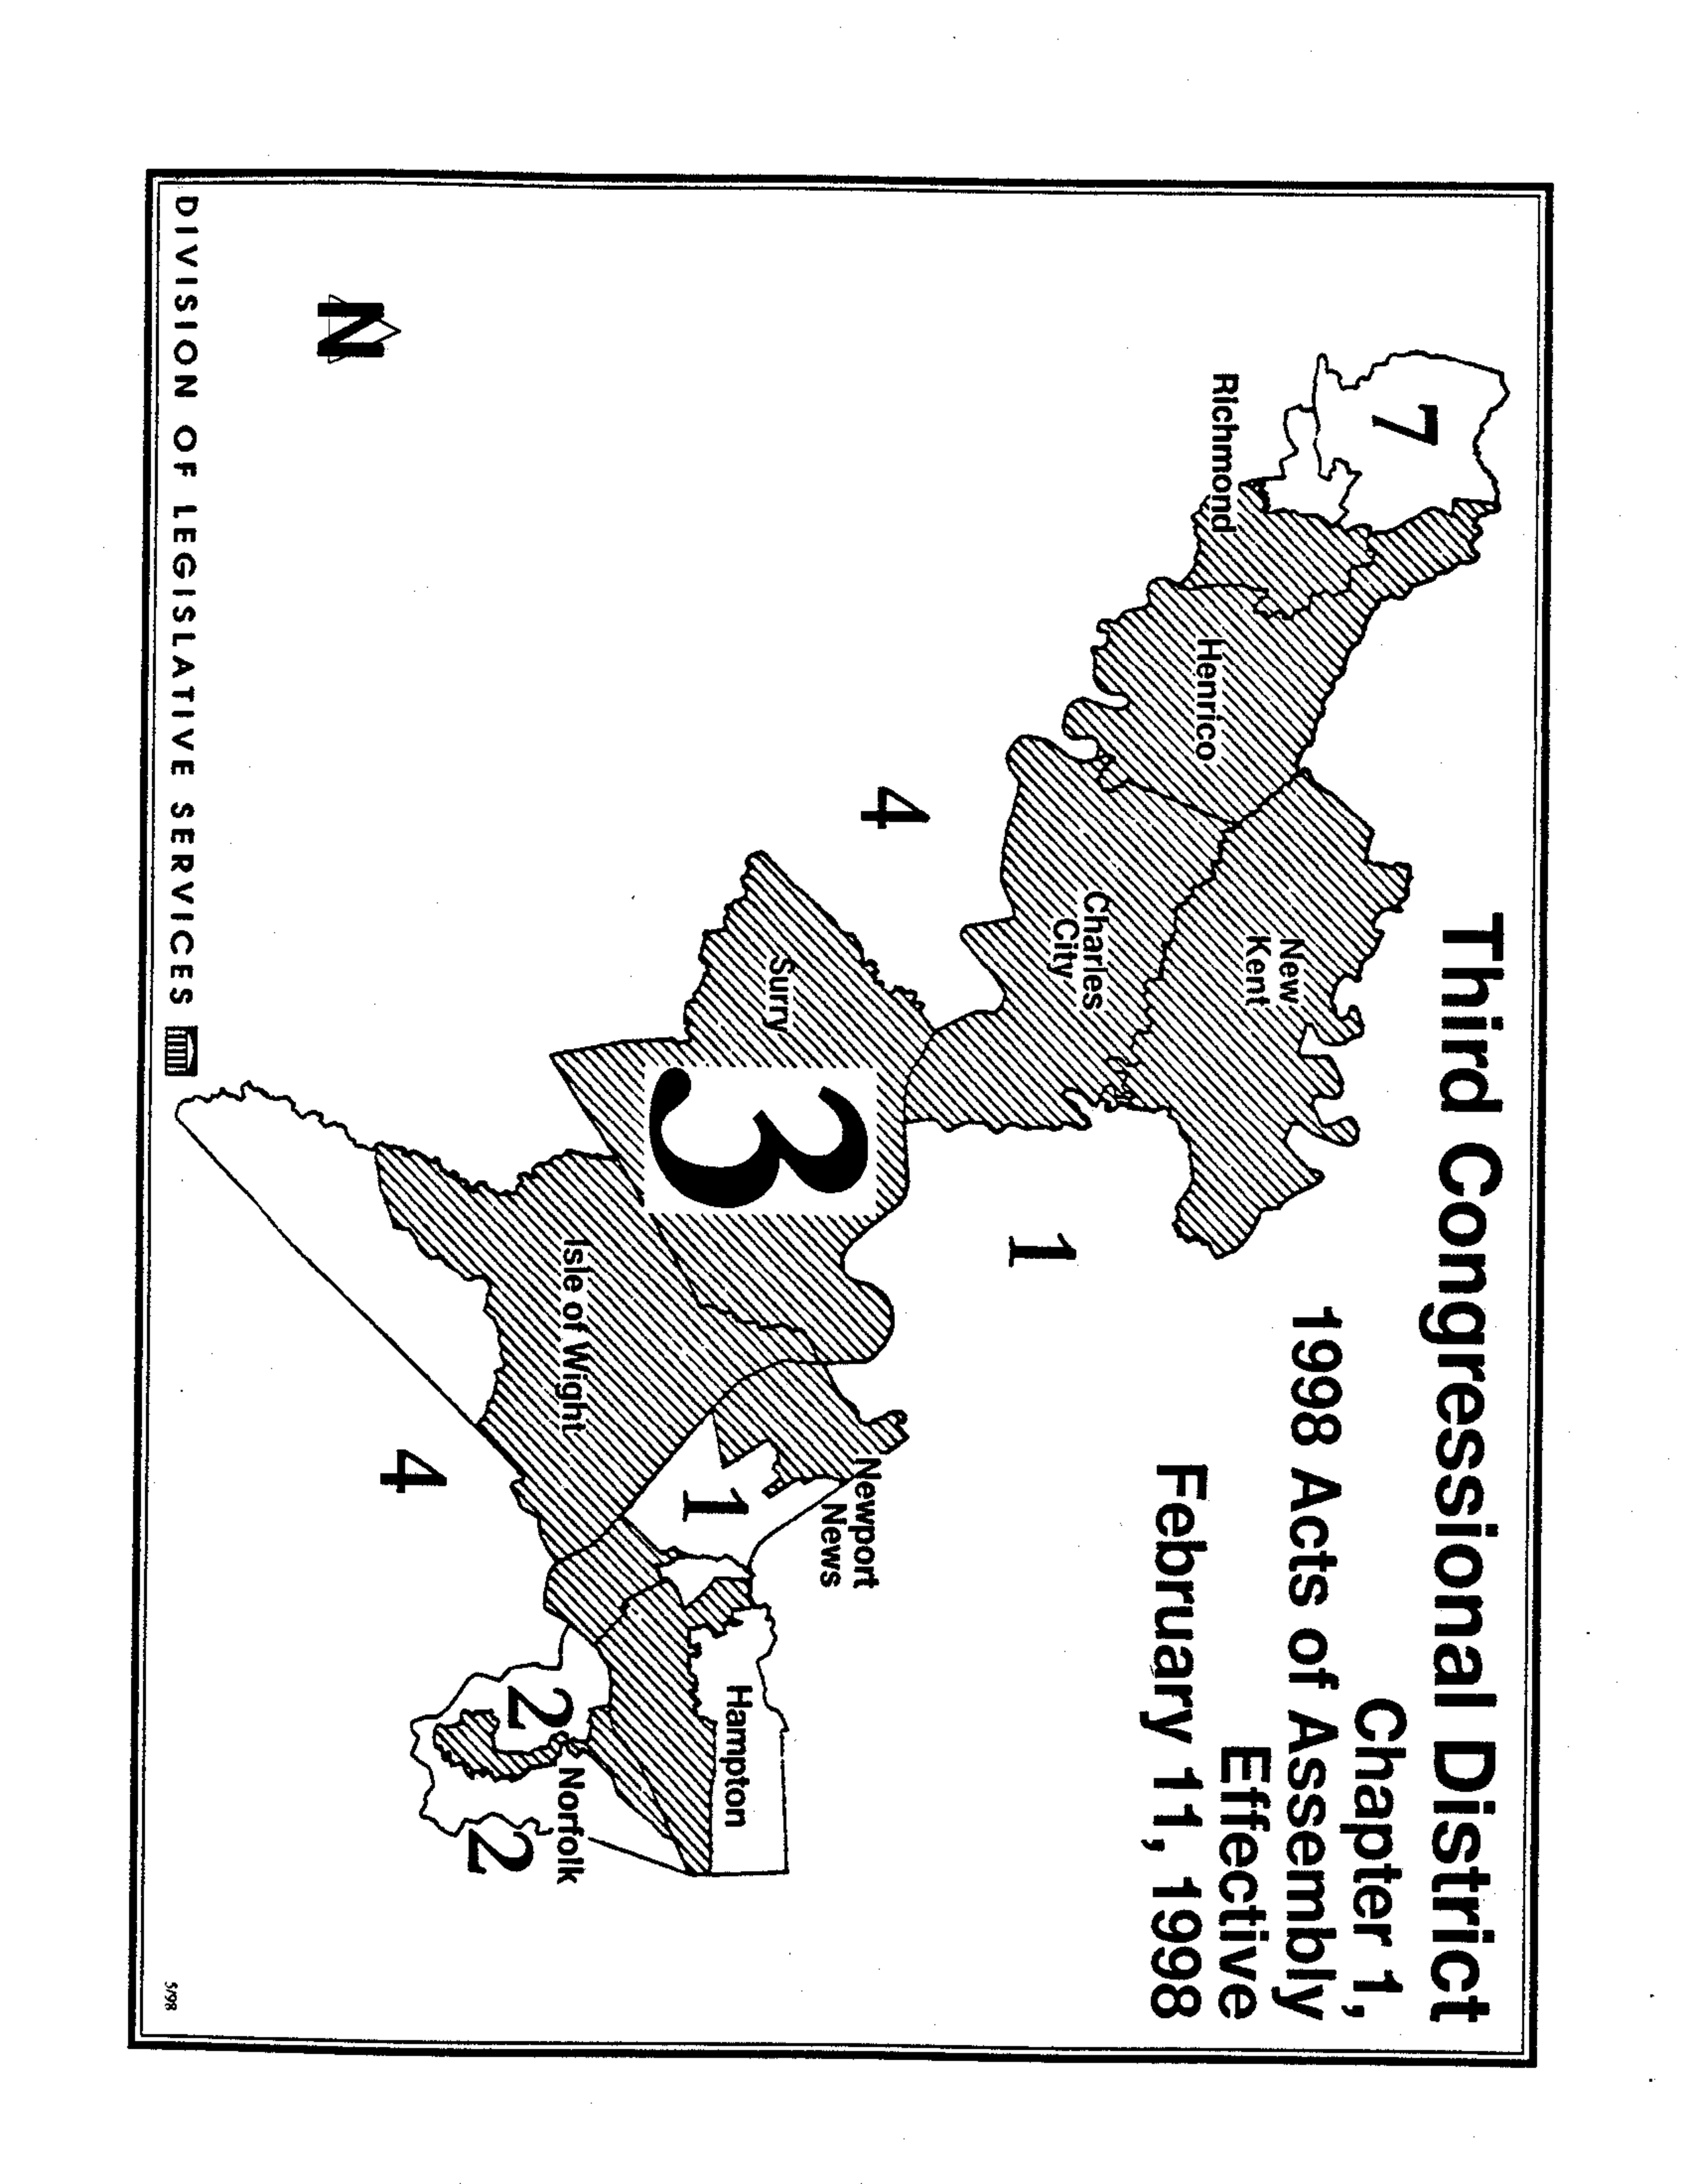 Third Congressional District
Chapter 1,
1998 Acts of Assembly
Effective
February 11, 1998
7
Richmond
Henrico
New
Kent
Charles
City
4
Surry
3
1
Isle of Wight
Newport
News
1
4
Hampton
2
Norfolk
2
N
DIVISION OF LEGISLATIVE SERVICES
5/98